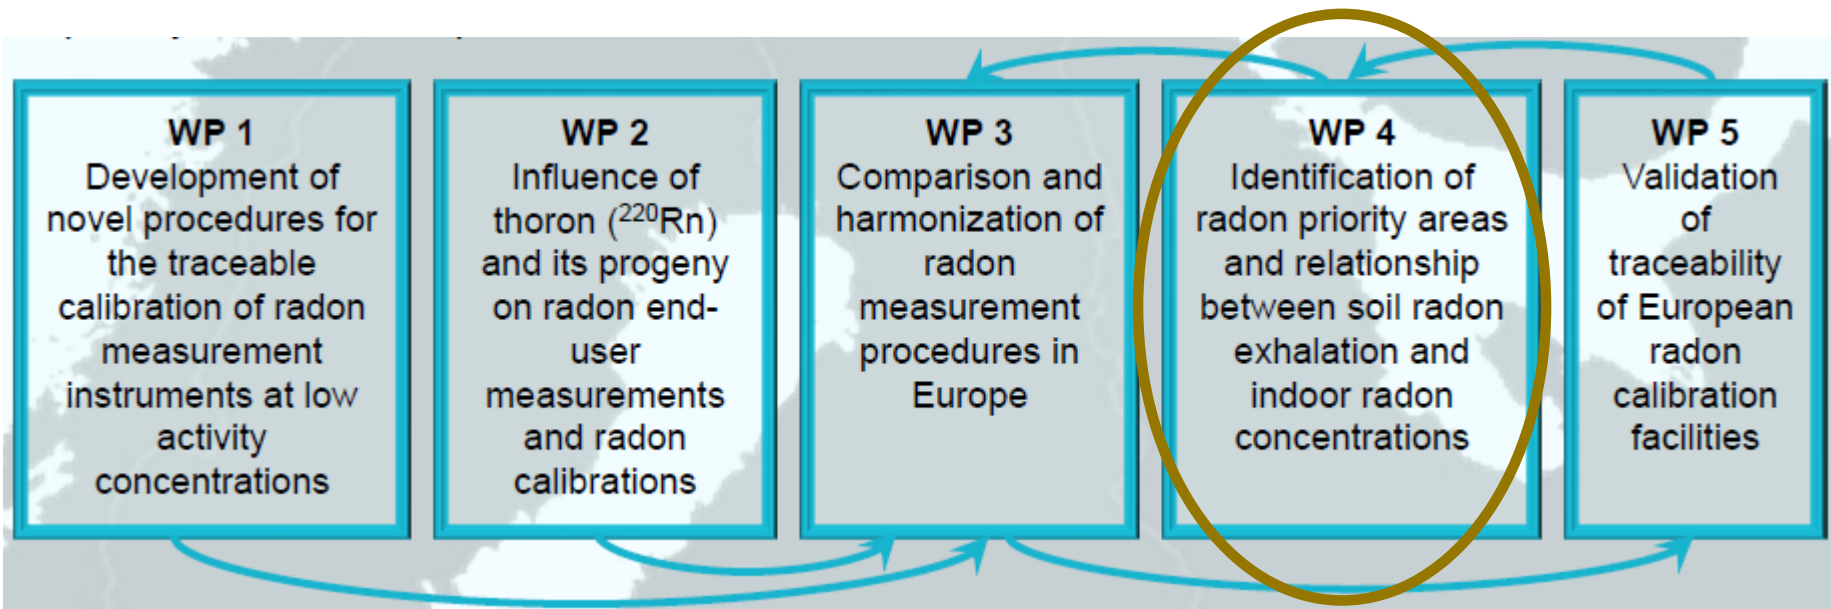 WP 1
Development of
novel procedures for
the traceable
calibration of radon
measurement
instruments at low
activity
concentrations
WP 2
Influence of
thoron (²²⁰Rn)
and its progeny
on radon end-
user
measurements
and radon
calibrations
WP 3
Comparison and
harmonization of
radon
measurement
procedures in
Europe
WP 4
Identification of
radon priority areas
and relationship
between soil radon
exhalation and
indoor radon
concentrations
WP 5
Validation
of
traceability
of European
radon
calibration
facilities